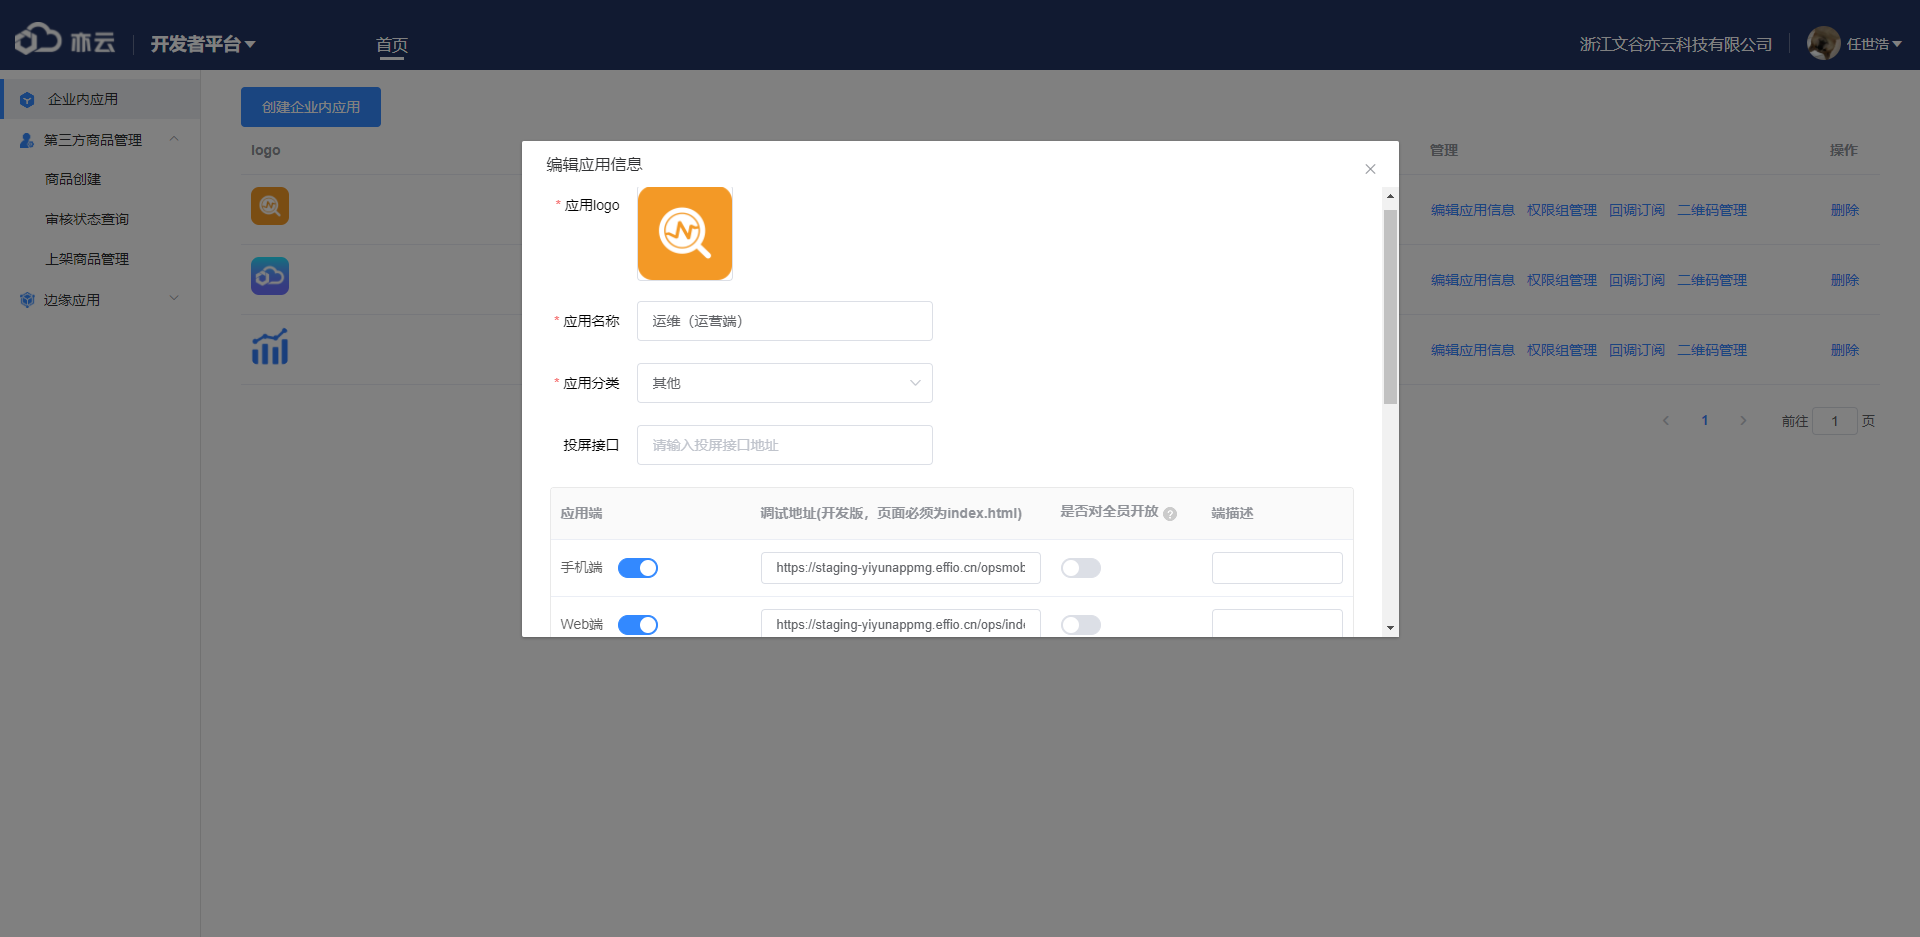 亦云
开发者平台
首页
浙江文谷亦云科技有限公司
任世浩
企业内应用
第三方商品管理
商品创建
审核状态查询
上架商品管理
边缘应用
创建企业内应用
logo
管理
操作
编辑应用信息 权限组管理 回调订阅 二维码管理 删除
编辑应用信息 权限组管理 回调订阅 二维码管理 删除
编辑应用信息 权限组管理 回调订阅 二维码管理 删除
1
前往 1 页
编辑应用信息
* 应用logo
* 应用名称 运维（运营端）
* 应用分类 其他
投屏接口 请输入投屏接口地址
应用端 调试地址(开发版，页面必须为index.html) 是否对全员开放 ? 端描述
手机端 https://staging-yiyunappmg.effio.cn/opsmob
Web端 https://staging-yiyunappmg.effio.cn/ops/inde